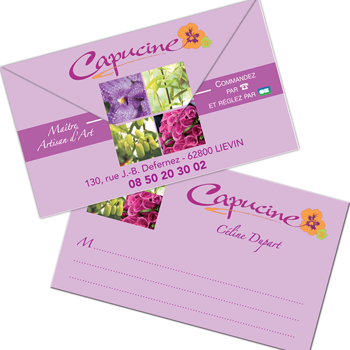 Capucine
Maître,
Artisan d'Art
COMMANDEZ
PAR ☎
ET RÉGLEZ PAR
130, rue J.-B. Defernez - 62800 LIEVIN
08 50 20 30 02
Capucine
Céline Dupart
M